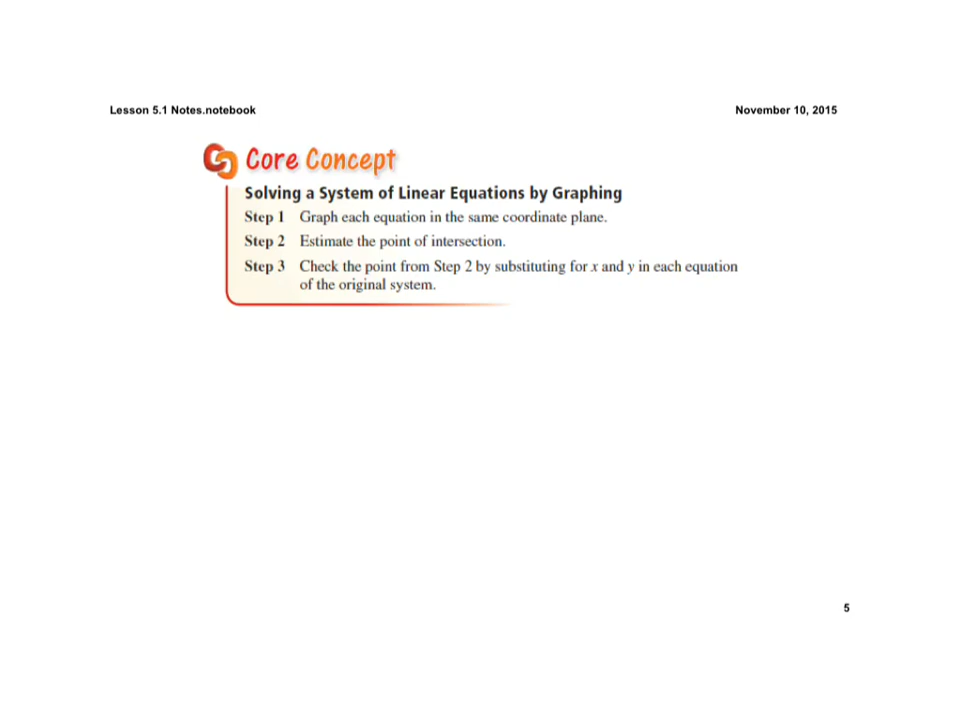 Lesson 5.1 Notes.notebook
November 10, 2015
Core Concept
Solving a System of Linear Equations by Graphing
Step 1 Graph each equation in the same coordinate plane.
Step 2 Estimate the point of intersection.
Step 3 Check the point from Step 2 by substituting for x and y in each equation
of the original system.
5